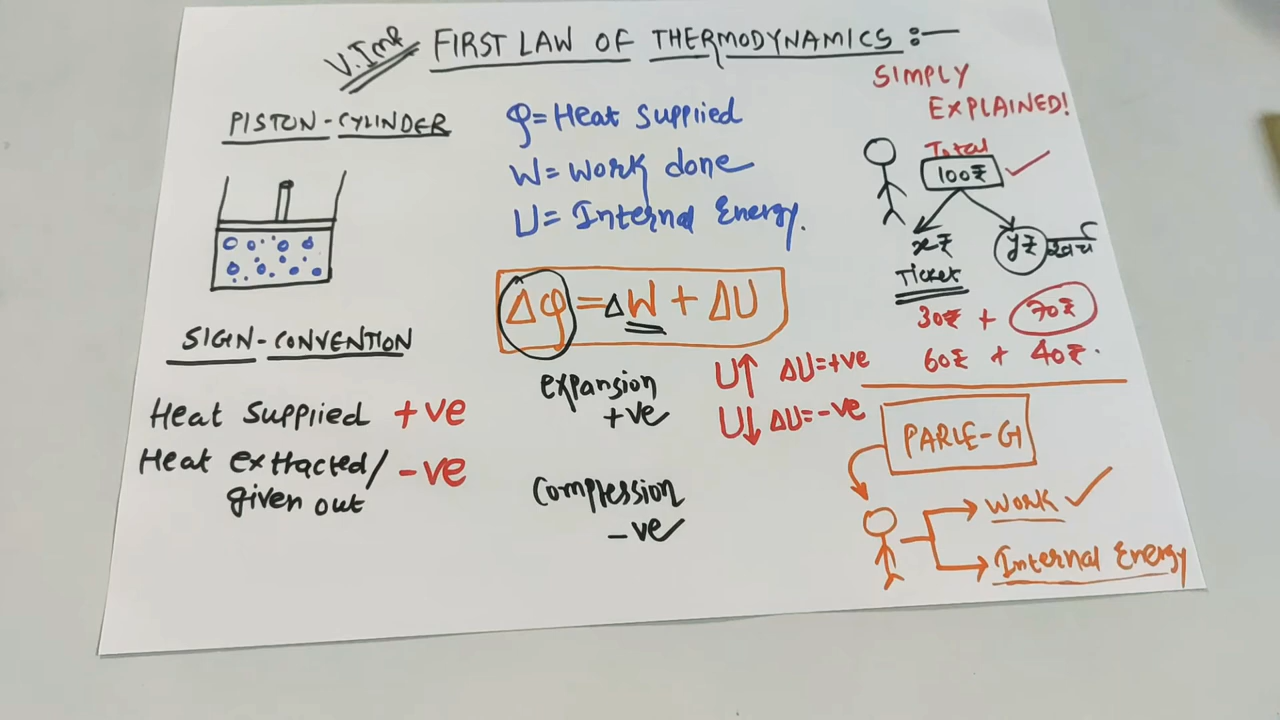 V.Imp FIRST LAW OF THERMODYNAMICS :-
SIMPLY
EXPLAINED!
PISTON-CYLINDER
SIGN-CONVENTION
Heat Supplied +ve
Heat extracted/ -ve
given out
φ= Heat Supplied
W= Work done
U= Internal Energy.
Δφ = ΔW + ΔU
expansion
+ve
Compression
-ve
U↑ ΔU=+ve
U↓ ΔU=-ve
Total
100₹
x₹ y₹ खर्च
Ticket
30₹ + 70₹
60₹ + 40₹.
PARLE-G
WORK
Internal Energy